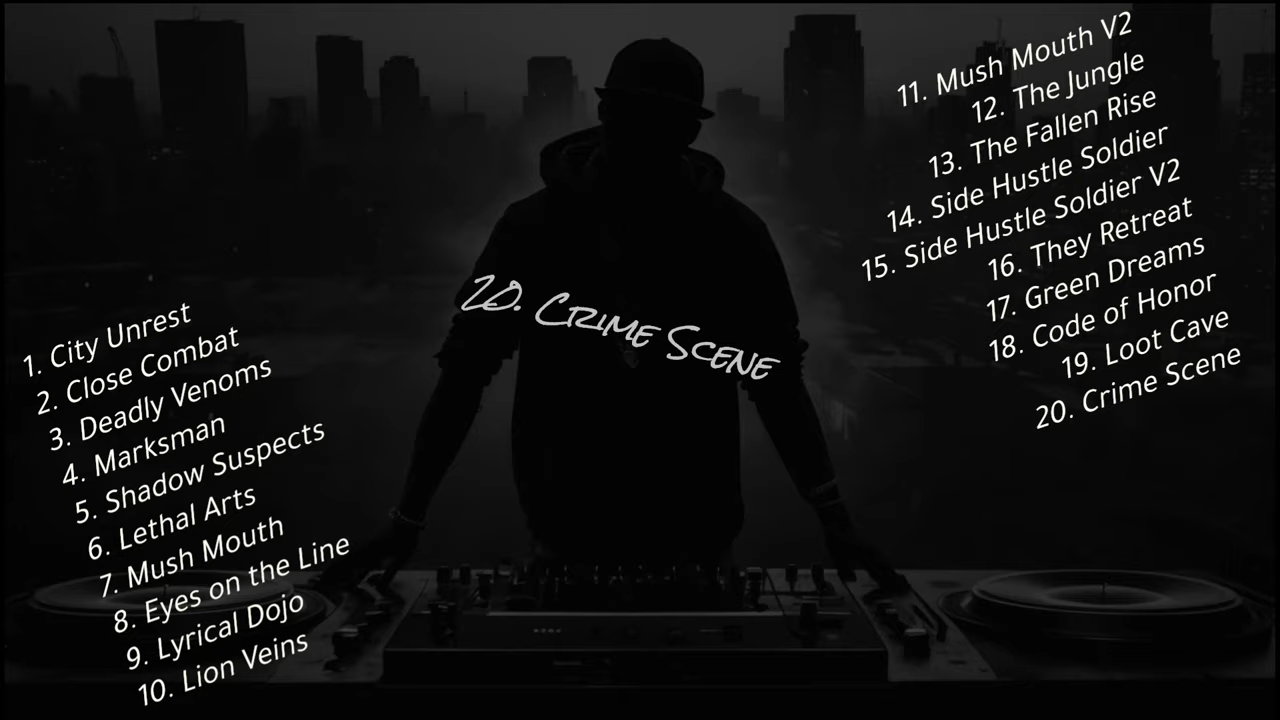 1. City Unrest
2. Close Combat
3. Deadly Venoms
4. Marksman
5. Shadow Suspects
6. Lethal Arts
7. Mush Mouth
8. Eyes on the Line
9. Lyrical Dojo
10. Lion Veins
20. Crime Scene
11. Mush Mouth V2
12. The Jungle
13. The Fallen Rise
14. Side Hustle Soldier
15. Side Hustle Soldier V2
16. They Retreat
17. Green Dreams
18. Code of Honor
19. Loot Cave
20. Crime Scene